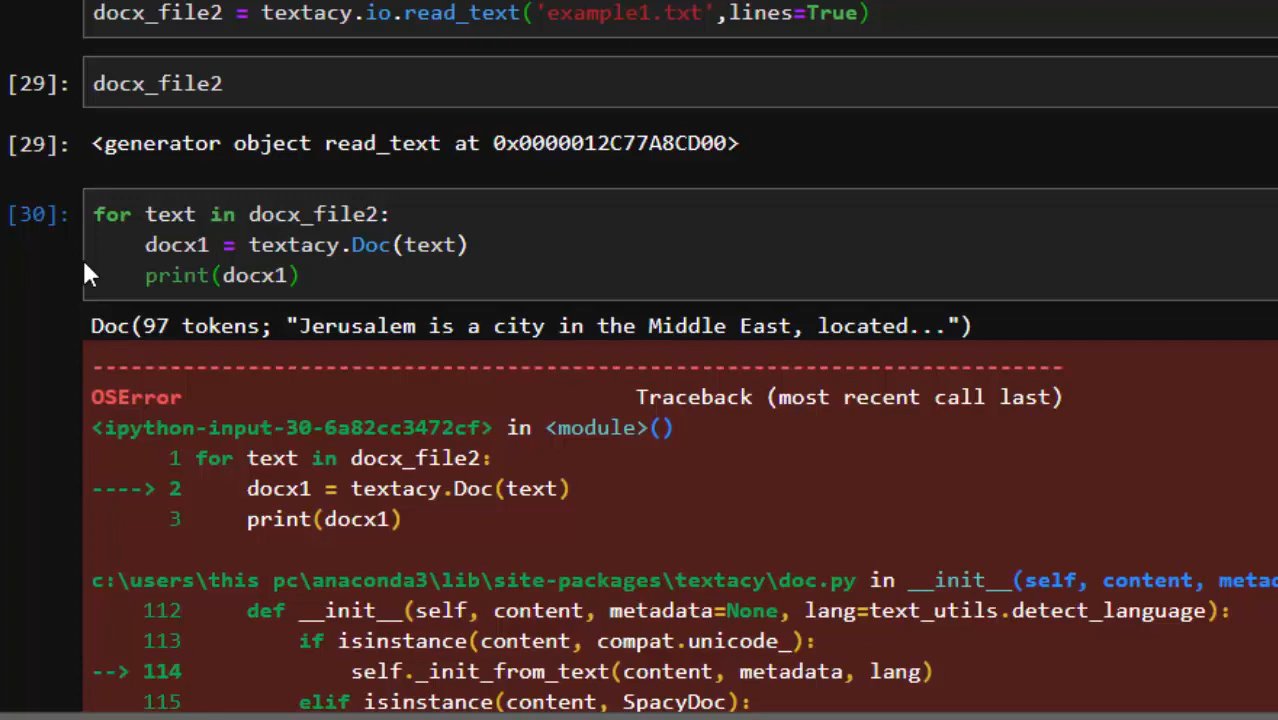 docx_file2 = textacy.io.read_text('example1.txt',lines=True)
[29]: docx_file2
[29]: <generator object read_text at 0x0000012C77A8CD00>
[30]: for text in docx_file2:
docx1 = textacy.Doc(text)
print(docx1)
Doc(97 tokens; "Jerusalem is a city in the Middle East, located...")
---------------------------------------------------------------------------
OSError Traceback (most recent call last)
<ipython-input-30-6a82cc3472cf> in <module>()
1 for text in docx_file2:
----> 2 docx1 = textacy.Doc(text)
3 print(docx1)
c:\users\this pc\anaconda3\lib\site-packages\textacy\doc.py in __init__(self, content, metad
112 def __init__(self, content, metadata=None, lang=text_utils.detect_language):
113 if isinstance(content, compat.unicode_):
--> 114 self._init_from_text(content, metadata, lang)
115 elif isinstance(content, SpacyDoc):